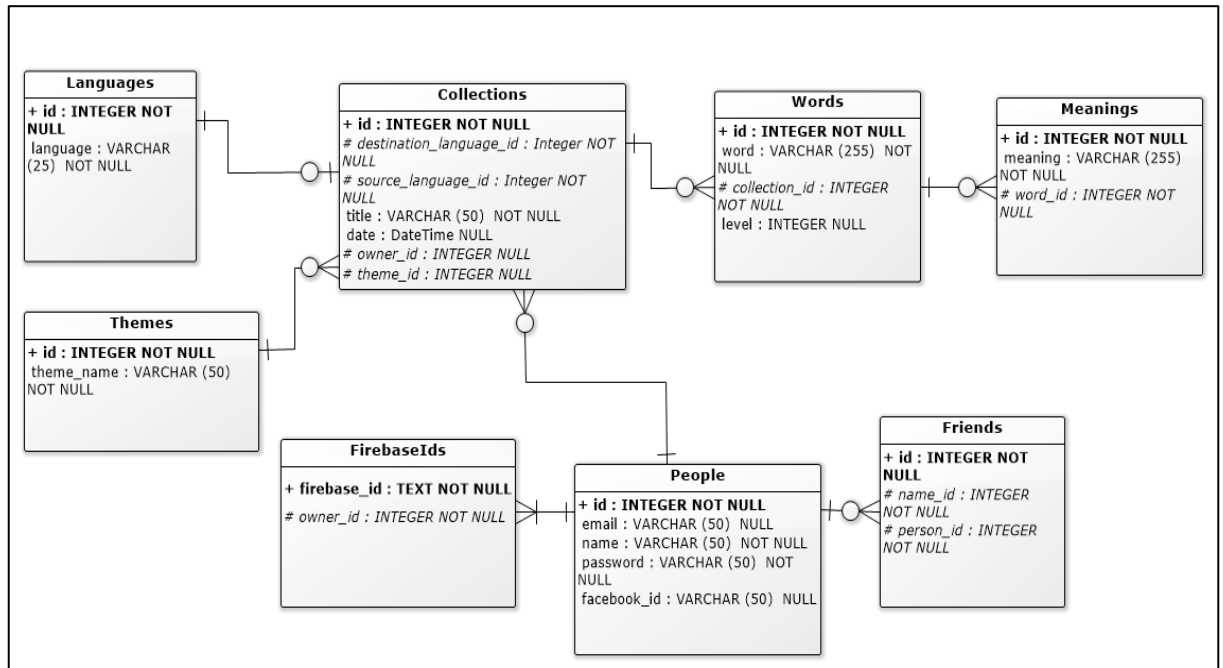 Languages
+ id : INTEGER NOT
NULL
language : VARCHAR
(25) NOT NULL
Collections
+ id : INTEGER NOT NULL
# destination_language_id : Integer NOT
NULL
# source_language_id : Integer NOT
NULL
title : VARCHAR (50) NOT NULL
date : DateTime NULL
# owner_id : INTEGER NULL
# theme_id : INTEGER NULL
Words
+ id : INTEGER NOT NULL
word : VARCHAR (255) NOT
NULL
# collection_id : INTEGER
NOT NULL
level : INTEGER NULL
Meanings
+ id : INTEGER NOT NULL
meaning : VARCHAR (255)
NOT NULL
# word_id : INTEGER NOT
NULL
Themes
+ id : INTEGER NOT NULL
theme_name : VARCHAR (50)
NOT NULL
FirebaseIds
+ firebase_id : TEXT NOT NULL
# owner_id : INTEGER NOT NULL
People
+ id : INTEGER NOT NULL
email : VARCHAR (50) NULL
name : VARCHAR (50) NOT NULL
password : VARCHAR (50) NOT
NULL
facebook_id : VARCHAR (50) NULL
Friends
+ id : INTEGER NOT
NULL
# name_id : INTEGER
NOT NULL
# person_id : INTEGER
NOT NULL